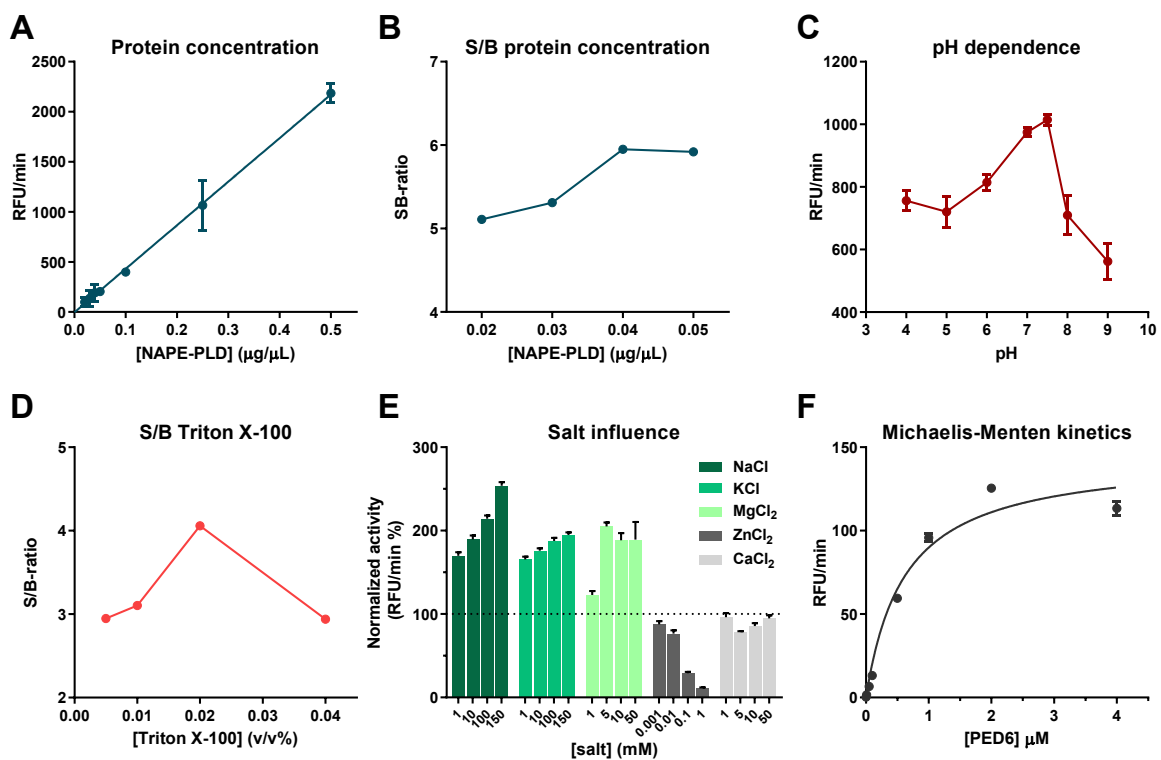 A
Protein concentration
RFU/min
2500
2000
1500
1000
500
0
0.0 0.1 0.2 0.3 0.4 0.5
[NAPE-PLD] (μg/μL)
B
S/B protein concentration
SB-ratio
7
6
5
4
0.02 0.03 0.04 0.05
[NAPE-PLD] (μg/μL)
C
pH dependence
RFU/min
1200
1000
800
600
400
3 4 5 6 7 8 9 10
pH
D
S/B Triton X-100
S/B-ratio
5
4
3
2
0.00 0.01 0.02 0.03 0.04
[Triton X-100] (v/v%)
E
Salt influence
Normalized activity
(RFU/min %)
300
200
100
0
NaCl
KCl
MgCl₂
ZnCl₂
CaCl₂
1 10 100 150 1 10 100 150 1 5 10 50 0.001 0.01 0.1 1 1 5 10 50
[salt] (mM)
F
Michaelis-Menten kinetics
RFU/min
150
100
50
0
0 1 2 3 4
[PED6] μM